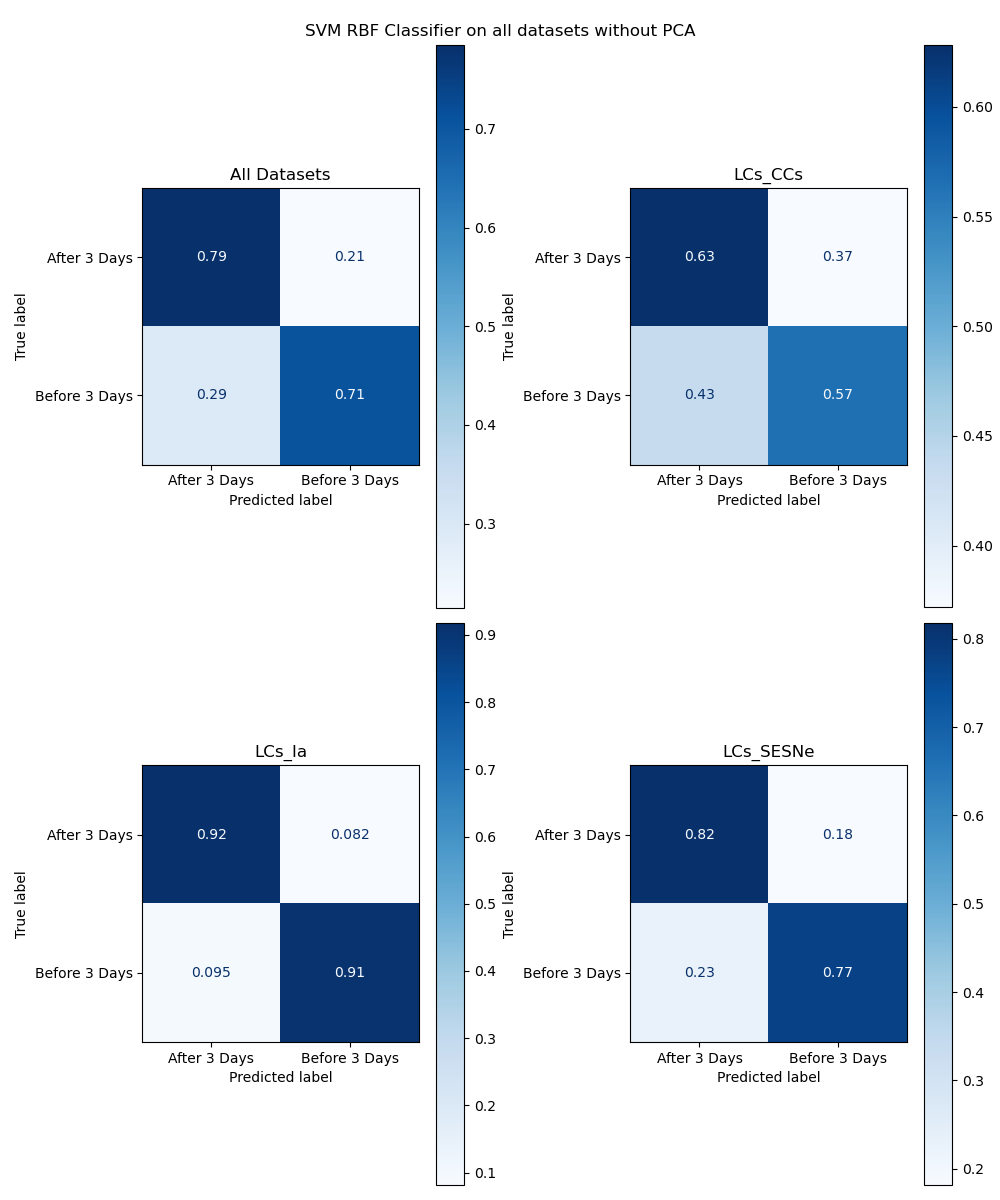 SVM RBF Classifier on all datasets without PCA
All Datasets
After 3 Days
Before 3 Days
True label
0.79 0.21
0.29 0.71
After 3 Days Before 3 Days
Predicted label
0.7
0.6
0.5
0.4
0.3
LCs_CCs
After 3 Days
Before 3 Days
True label
0.63 0.37
0.43 0.57
After 3 Days Before 3 Days
Predicted label
0.60
0.55
0.50
0.45
0.40
LCs_Ia
After 3 Days
Before 3 Days
True label
0.92 0.082
0.095 0.91
After 3 Days Before 3 Days
Predicted label
0.9
0.8
0.7
0.6
0.5
0.4
0.3
0.2
0.1
LCs_SESNe
After 3 Days
Before 3 Days
True label
0.82 0.18
0.23 0.77
After 3 Days Before 3 Days
Predicted label
0.8
0.7
0.6
0.5
0.4
0.3
0.2